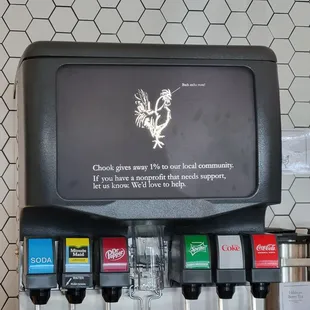 Chook gives away 1% to our local community.
If you have a nonprofit that needs support,
let us know. We'd love to help.
SODA
Minute
Maid
Dr Pepper
Sprite
Coke
Coca-Cola